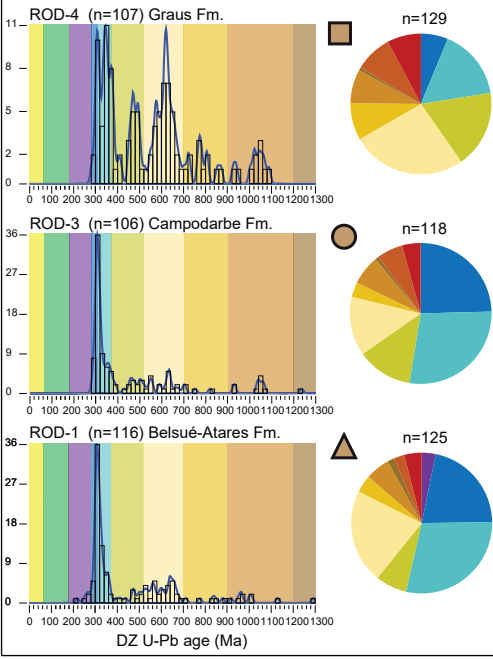 ROD-4 (n=107) Graus Fm.
n=129
11
8
5
2
0
0 100 200 300 400 500 600 700 800 900 1000 1100 1200 1300
ROD-3 (n=106) Campodarbe Fm.
n=118
36
27
18
9
0
0 100 200 300 400 500 600 700 800 900 1000 1100 1200 1300
ROD-1 (n=116) Belsué-Atares Fm.
n=125
36
27
18
9
0
0 100 200 300 400 500 600 700 800 900 1000 1100 1200 1300
DZ U-Pb age (Ma)